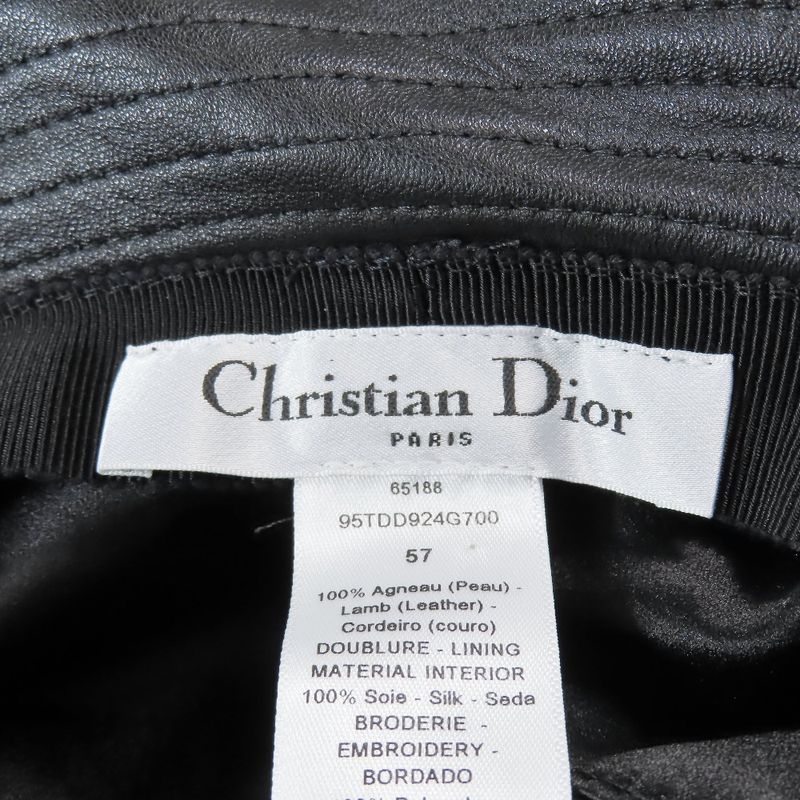 Christian Dior
PARIS
65188
95TDD924G700
57
100% Agneau (Peau) -
Lamb (Leather) -
Cordeiro (couro)
DOUBLURE - LINING
MATERIAL INTERIOR
100% Soie - Silk - Seda
BRODERIE -
EMBROIDERY -
BORDADO